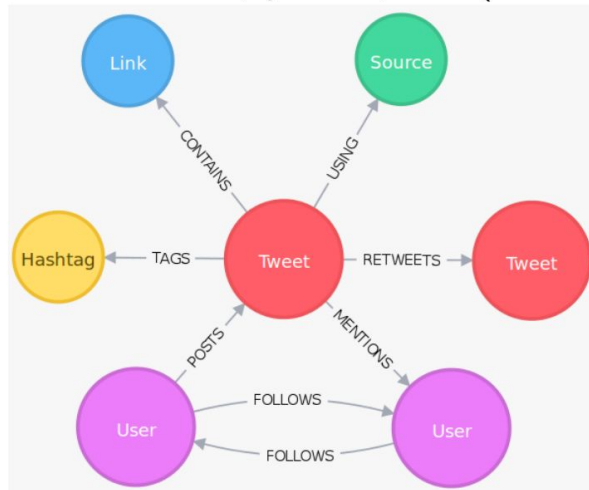 Link
Source
CONTAINS
USING
Hashtag
TAGS
Tweet
RETWEETS
Tweet
POSTS
MENTIONS
User
FOLLOWS
User
FOLLOWS